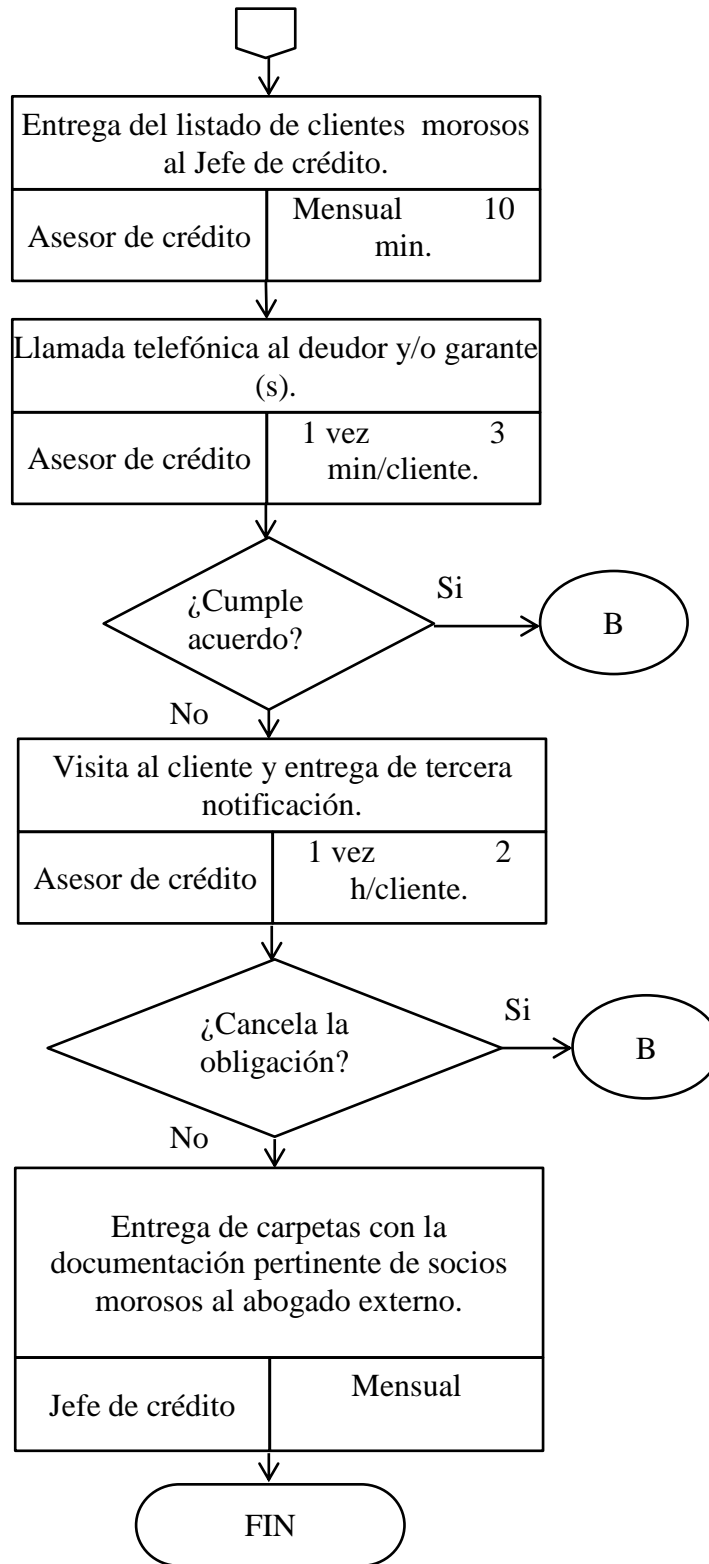 Entrega del listado de clientes morosos
al Jefe de crédito.
Asesor de crédito
Mensual 10
min.
Llamada telefónica al deudor y/o garante
(s).
Asesor de crédito
1 vez 3
min/cliente.
¿Cumple
acuerdo?
Si
B
No
Visita al cliente y entrega de tercera
notificación.
Asesor de crédito
1 vez 2
h/cliente.
¿Cancela la
obligación?
Si
B
No
Entrega de carpetas con la
documentación pertinente de socios
morosos al abogado externo.
Jefe de crédito
Mensual
FIN